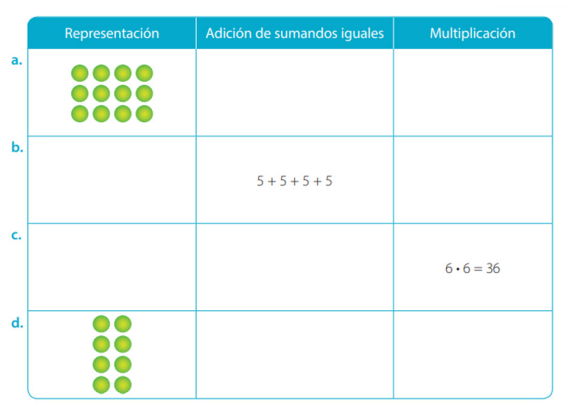 Representación Adición de sumandos iguales Multiplicación
a.
b.
5 + 5 + 5 + 5
c.
6 • 6 = 36
d.